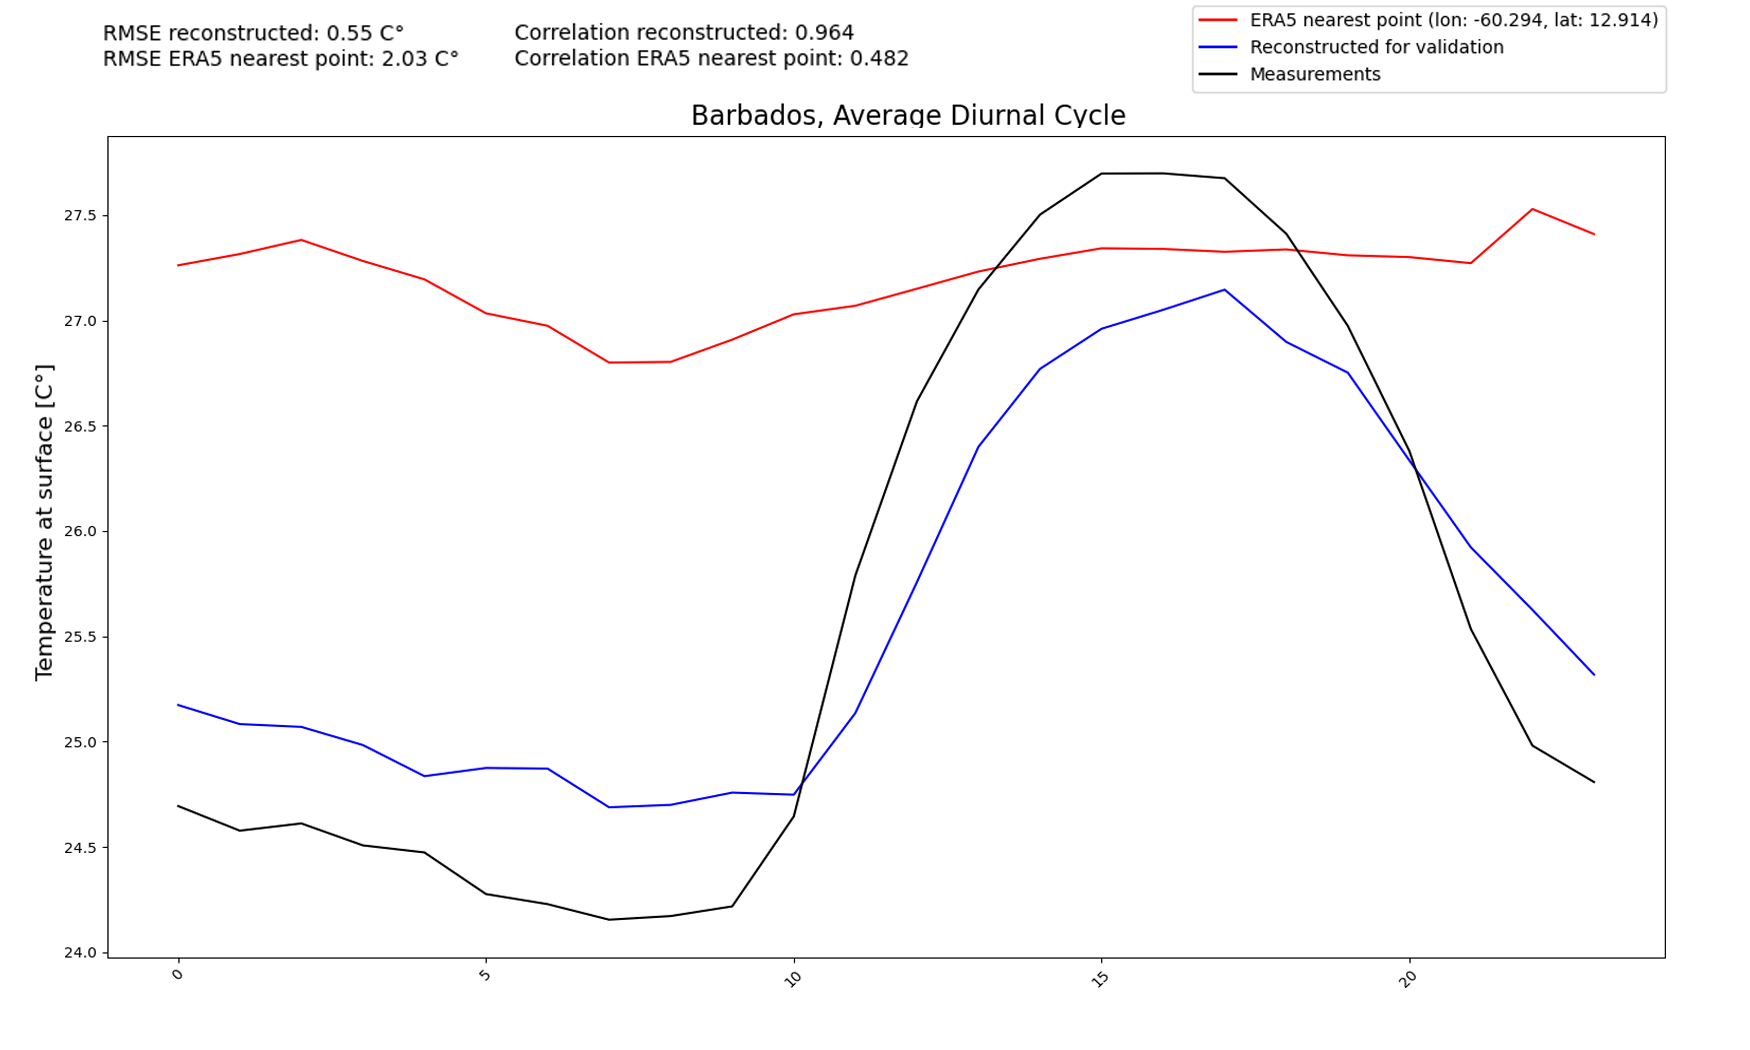 RMSE reconstructed: 0.55 C°
RMSE ERA5 nearest point: 2.03 C°
Correlation reconstructed: 0.964
Correlation ERA5 nearest point: 0.482
ERA5 nearest point (lon: -60.294, lat: 12.914)
Reconstructed for validation
Measurements
Barbados, Average Diurnal Cycle
Temperature at surface [C°]
27.5
27.0
26.5
26.0
25.5
25.0
24.5
24.0
0
5
10
15
20